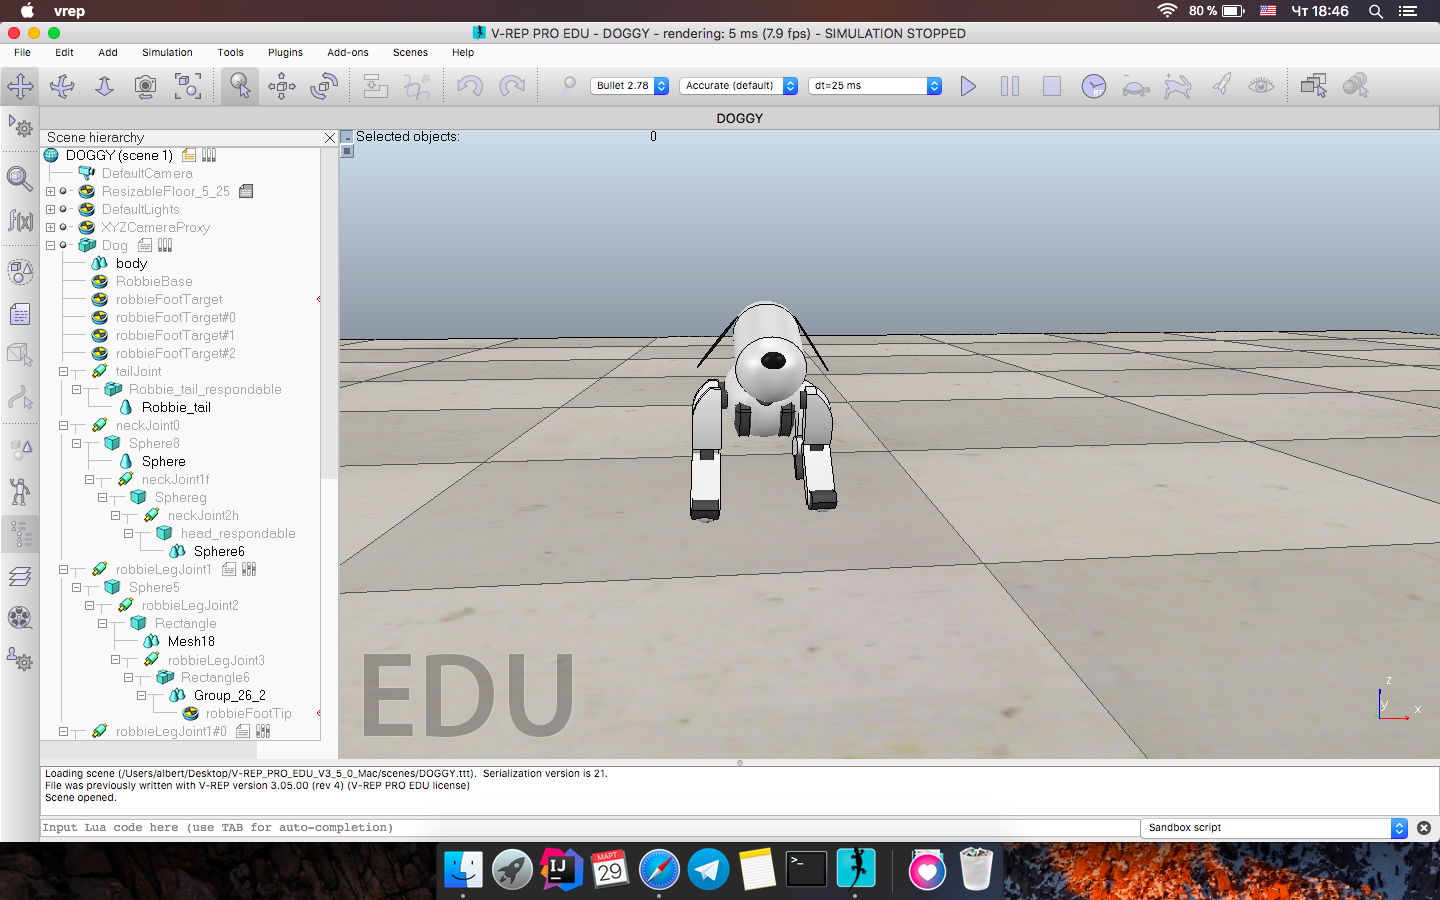 vrep
80 %
Чт 18:46
V-REP PRO EDU - DOGGY - rendering: 5 ms (7.9 fps) - SIMULATION STOPPED
File Edit Add Simulation Tools Plugins Add-ons Scenes Help
Bullet 2.78
Accurate (default)
dt=25 ms
RT
DOGGY
Scene hierarchy
Selected objects: 0
f(x)
DOGGY (scene 1)
DefaultCamera
ResizableFloor_5_25
DefaultLights
XYZCameraProxy
Dog
body
RobbieBase
robbieFootTarget
robbieFootTarget#0
robbieFootTarget#1
robbieFootTarget#2
tailJoint
Robbie_tail_respondable
Robbie_tail
neckJoint0
Sphere8
Sphere
neckJoint1f
Sphereg
neckJoint2h
head_respondable
Sphere6
robbieLegJoint1
Sphere5
robbieLegJoint2
Rectangle
Mesh18
robbieLegJoint3
Rectangle6
Group_26_2
robbieFootTip
robbieLegJoint1#0
EDU
z
y
x
Loading scene (/Users/albert/Desktop/V-REP_PRO_EDU_V3_5_0_Mac/scenes/DOGGY.ttt). Serialization version is 21.
File was previously written with V-REP version 3.05.00 (rev 4) (V-REP PRO EDU license)
Scene opened.
Input Lua code here (use TAB for auto-completion)
Sandbox script
IJ
МАРТ
29
>_